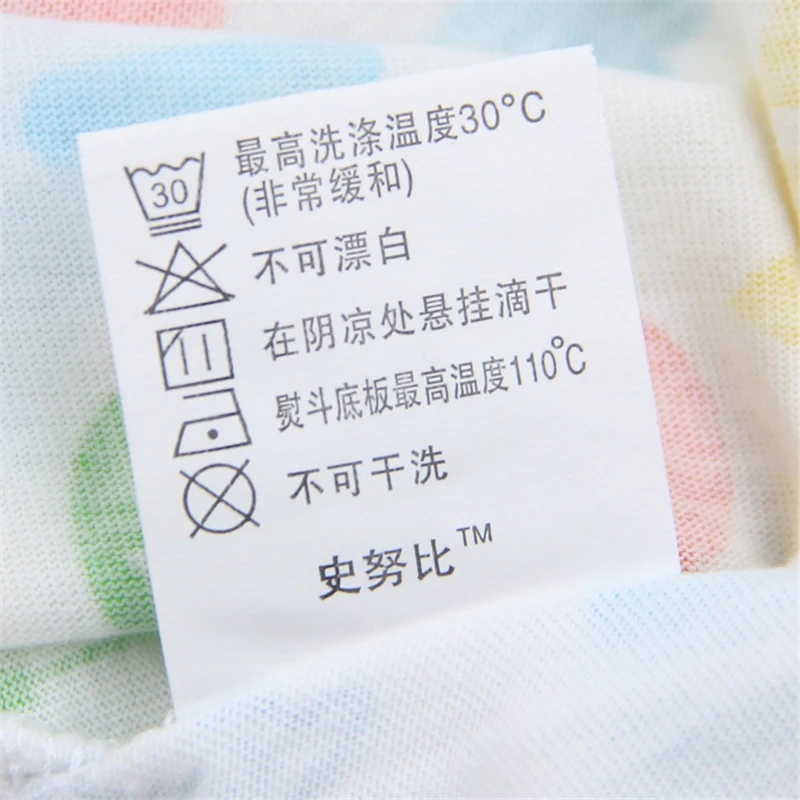 最高洗涤温度30°C
30
(非常缓和)
不可漂白
在阴凉处悬挂滴干
熨斗底板最高温度110°C
不可干洗
史努比™